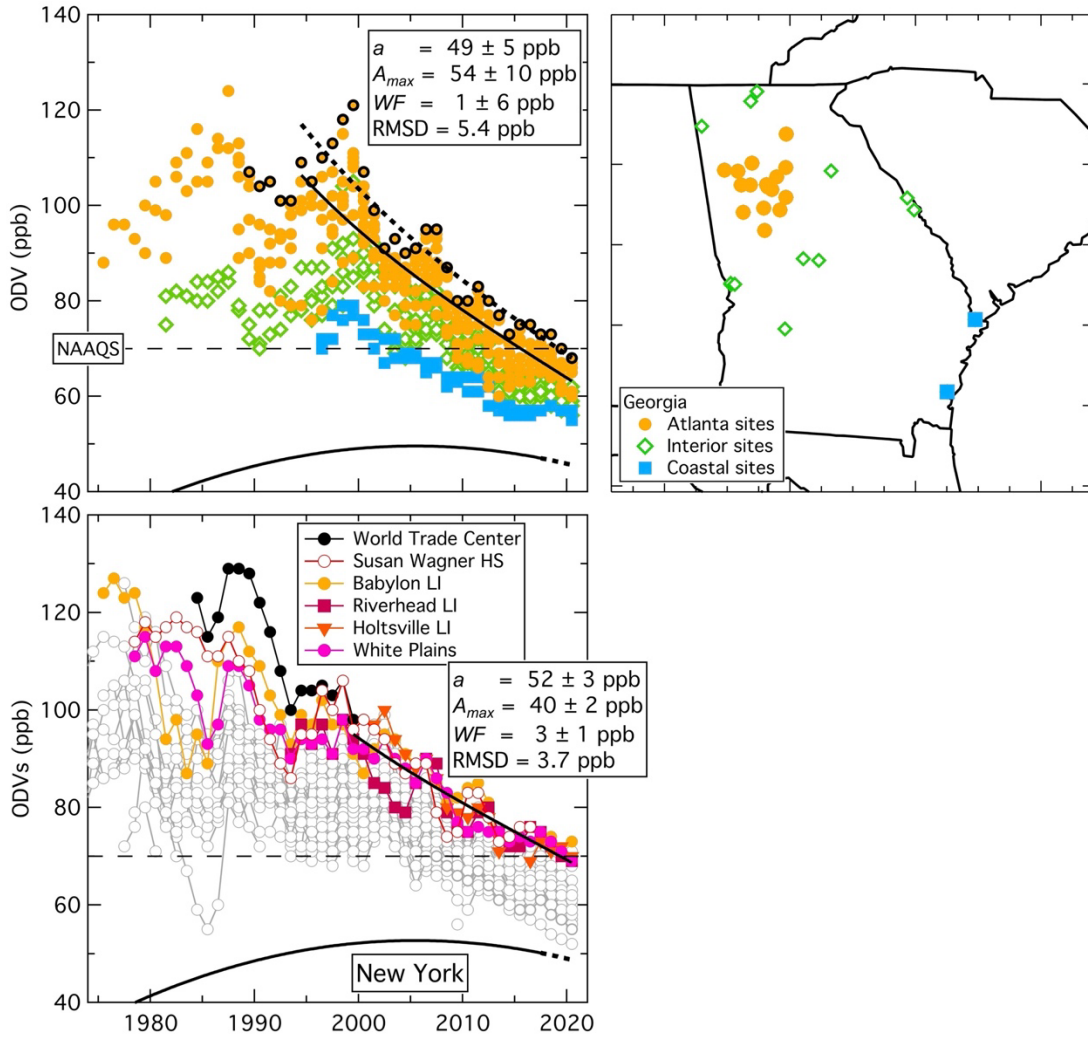 140
120
100
80
60
40
ODV (ppb)
NAAQS
a = 49 ± 5 ppb
Amax = 54 ± 10 ppb
WF = 1 ± 6 ppb
RMSD = 5.4 ppb
Georgia
Atlanta sites
Interior sites
Coastal sites
140
120
100
80
60
40
ODVs (ppb)
World Trade Center
Susan Wagner HS
Babylon LI
Riverhead LI
Holtsville LI
White Plains
a = 52 ± 3 ppb
Amax = 40 ± 2 ppb
WF = 3 ± 1 ppb
RMSD = 3.7 ppb
New York
1980 1990 2000 2010 2020